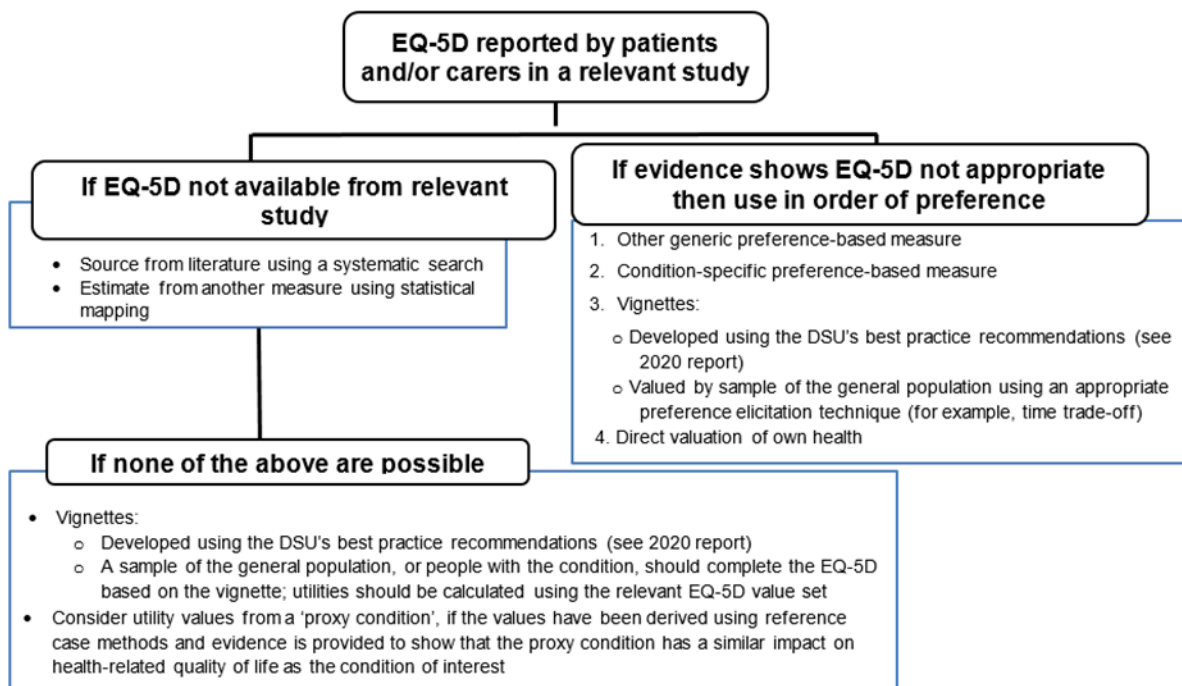 EQ-5D reported by patients
and/or carers in a relevant study
If EQ-5D not available from relevant
study
• Source from literature using a systematic search
• Estimate from another measure using statistical
mapping
If evidence shows EQ-5D not appropriate
then use in order of preference
1. Other generic preference-based measure
2. Condition-specific preference-based measure
3. Vignettes:
o Developed using the DSU's best practice recommendations (see
2020 report)
o Valued by sample of the general population using an appropriate
preference elicitation technique (for example, time trade-off)
4. Direct valuation of own health
If none of the above are possible
• Vignettes:
o Developed using the DSU's best practice recommendations (see 2020 report)
o A sample of the general population, or people with the condition, should complete the EQ-5D
based on the vignette; utilities should be calculated using the relevant EQ-5D value set
• Consider utility values from a 'proxy condition', if the values have been derived using reference
case methods and evidence is provided to show that the proxy condition has a similar impact on
health-related quality of life as the condition of interest